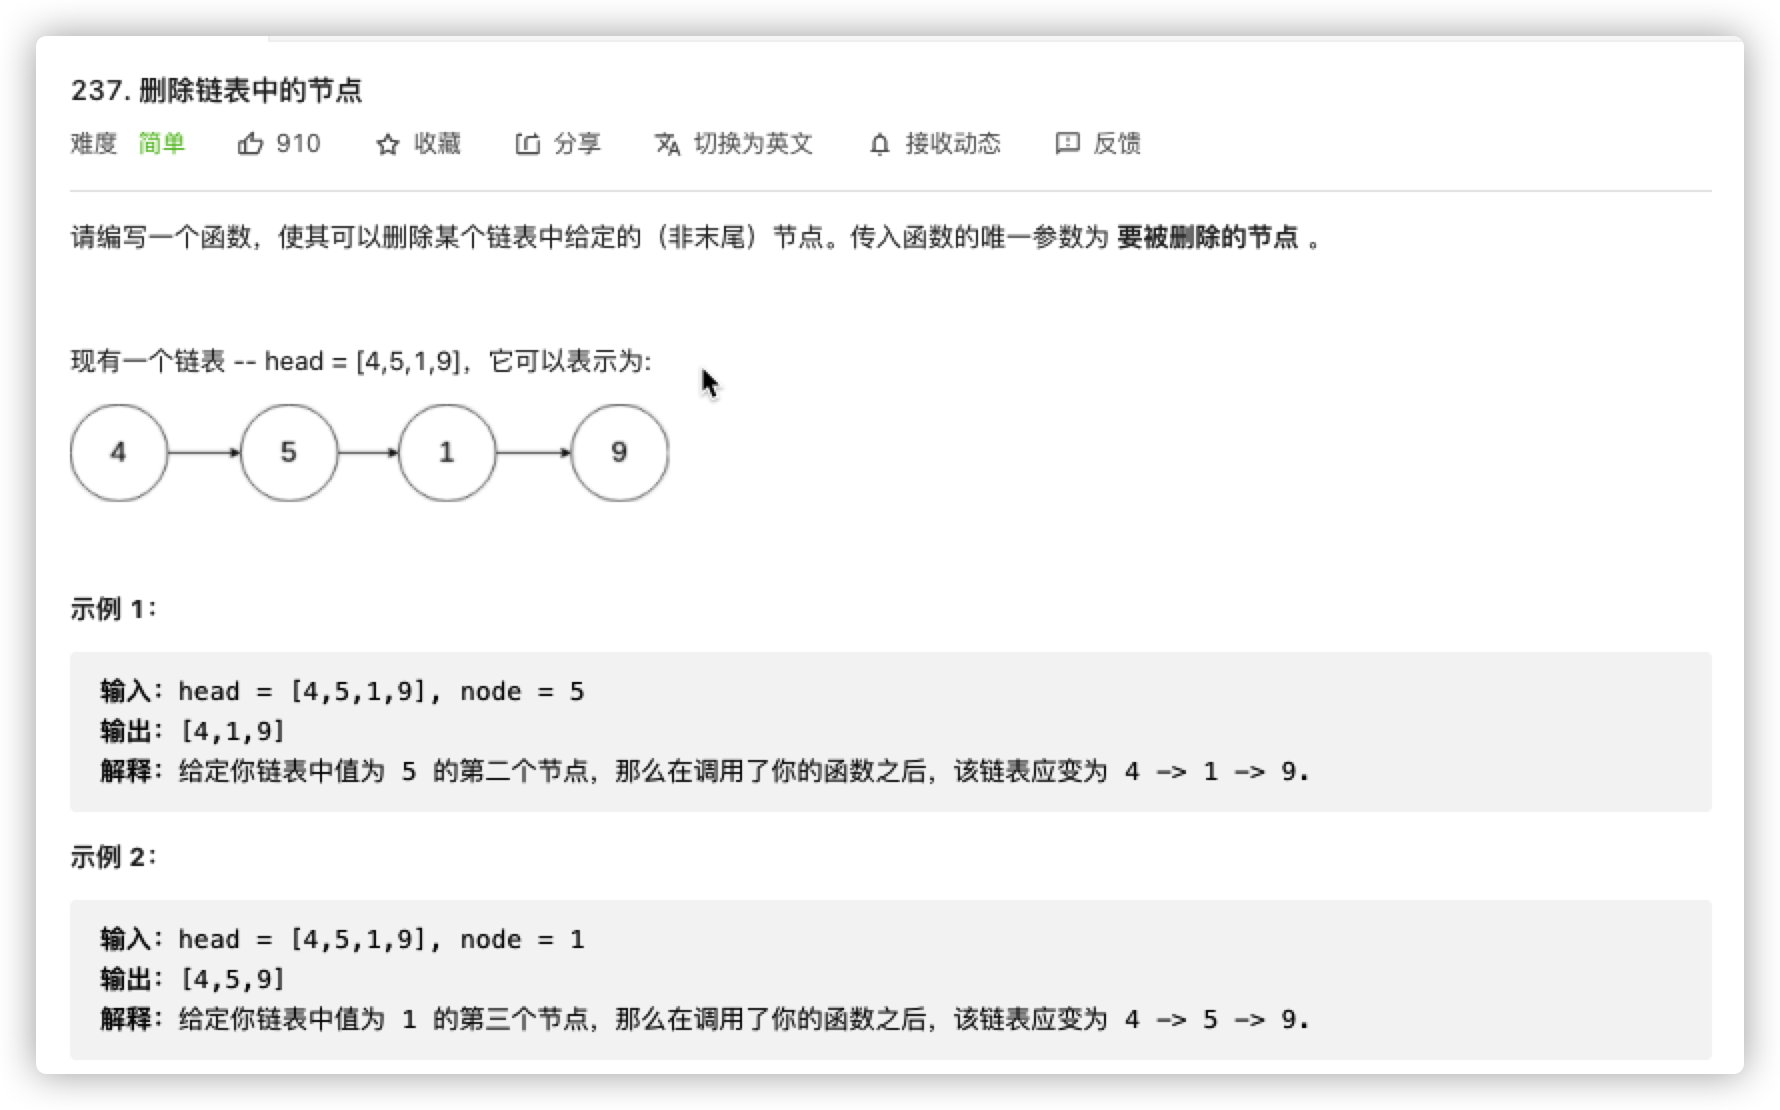 237. 删除链表中的节点
难度 简单 910 收藏 分享 切换为英文 接收动态 反馈
请编写一个函数，使其可以删除某个链表中给定的（非末尾）节点。传入函数的唯一参数为 要被删除的节点 。
现有一个链表 -- head = [4,5,1,9]，它可以表示为:
4 5 1 9
示例 1：
输入：head = [4,5,1,9], node = 5
输出：[4,1,9]
解释：给定你链表中值为 5 的第二个节点，那么在调用了你的函数之后，该链表应变为 4 -> 1 -> 9.
示例 2：
输入：head = [4,5,1,9], node = 1
输出：[4,5,9]
解释：给定你链表中值为 1 的第三个节点，那么在调用了你的函数之后，该链表应变为 4 -> 5 -> 9.